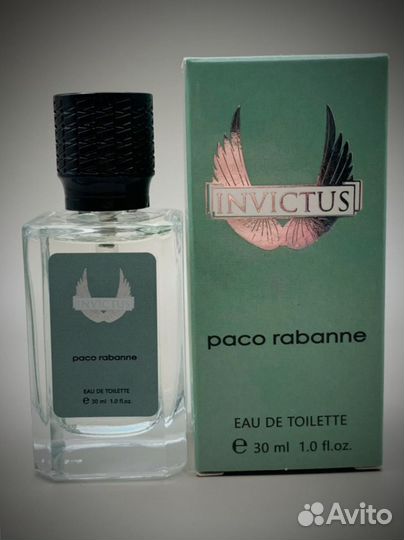 INVICTUS
paco rabanne
EAU DE TOILETTE
e 30 ml 1.0 fl.oz.
INVICTUS
paco rabanne
EAU DE TOILETTE
e 30 ml 1.0 fl.oz.
Avito